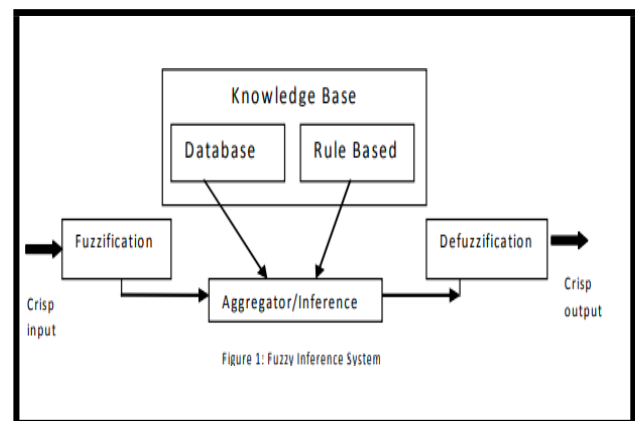 Knowledge Base
Database
Rule Based
Fuzzification
Defuzzification
Aggregator/Inference
Crisp
input
Crisp
output
Figure 1: Fuzzy Inference System